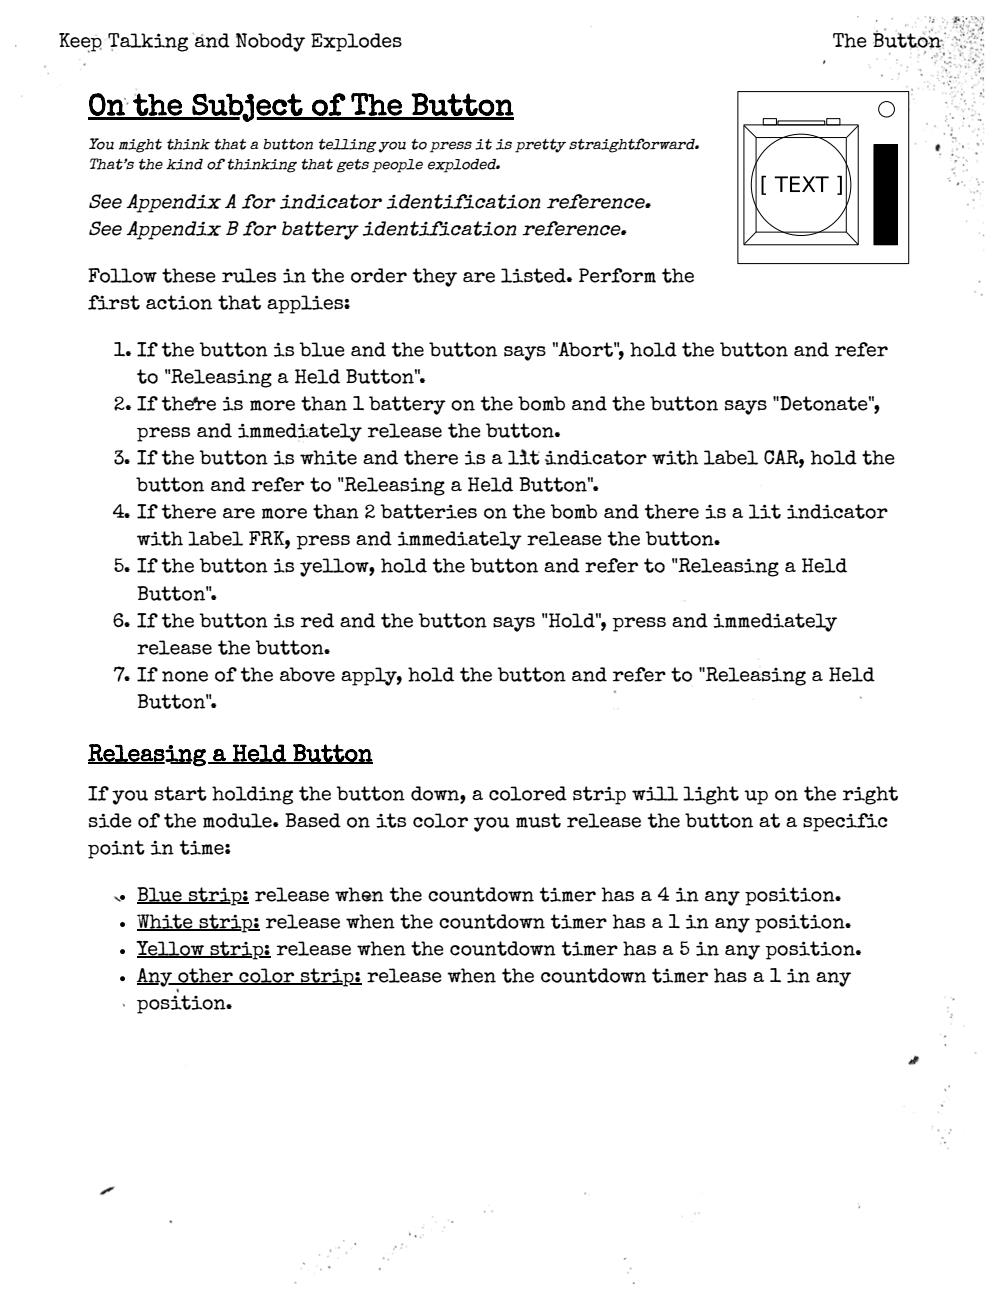 Keep Talking and Nobody Explodes
The Button
On the Subject of The Button
You might think that a button telling you to press it is pretty straightforward.
That's the kind of thinking that gets people exploded.
See Appendix A for indicator identification reference.
See Appendix B for battery identification reference.
[ TEXT ]
Follow these rules in the order they are listed. Perform the
first action that applies:
1. If the button is blue and the button says "Abort", hold the button and refer
to "Releasing a Held Button".
2. If there is more than 1 battery on the bomb and the button says "Detonate",
press and immediately release the button.
3. If the button is white and there is a lit indicator with label CAR, hold the
button and refer to "Releasing a Held Button".
4. If there are more than 2 batteries on the bomb and there is a lit indicator
with label FRK, press and immediately release the button.
5. If the button is yellow, hold the button and refer to "Releasing a Held
Button".
6. If the button is red and the button says "Hold", press and immediately
release the button.
7. If none of the above apply, hold the button and refer to "Releasing a Held
Button".
Releasing a Held Button
If you start holding the button down, a colored strip will light up on the right
side of the module. Based on its color you must release the button at a specific
point in time:
• Blue strip: release when the countdown timer has a 4 in any position.
• White strip: release when the countdown timer has a 1 in any position.
• Yellow strip: release when the countdown timer has a 5 in any position.
• Any other color strip: release when the countdown timer has a 1 in any
position.